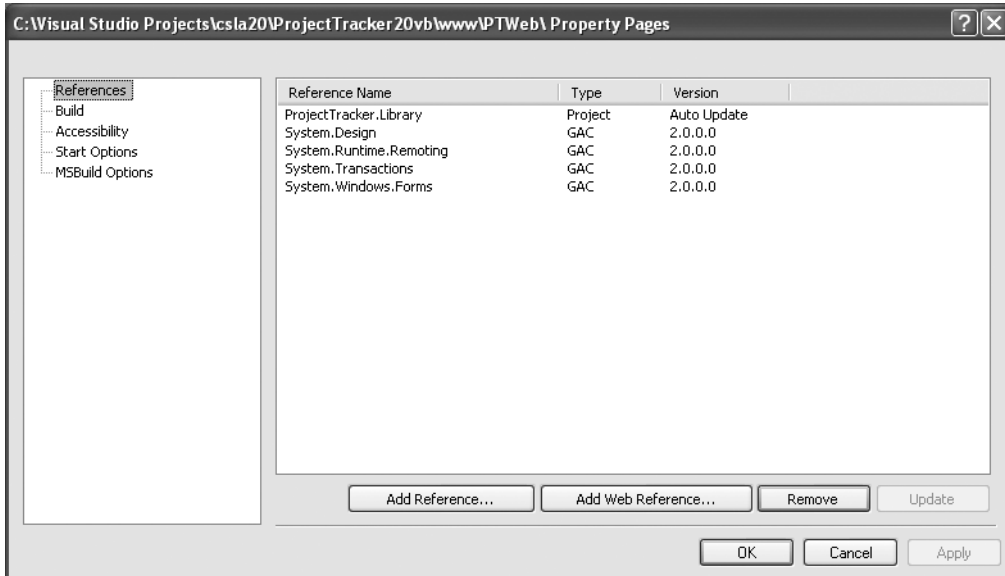 C:\Visual Studio Projects\csla20\ProjectTracker20vb\www\PTWeb\ Property Pages
References
Build
Accessibility
Start Options
MSBuild Options
Reference Name Type Version
ProjectTracker.Library Project Auto Update
System.Design GAC 2.0.0.0
System.Runtime.Remoting GAC 2.0.0.0
System.Transactions GAC 2.0.0.0
System.Windows.Forms GAC 2.0.0.0
Add Reference... Add Web Reference... Remove Update
OK Cancel Apply